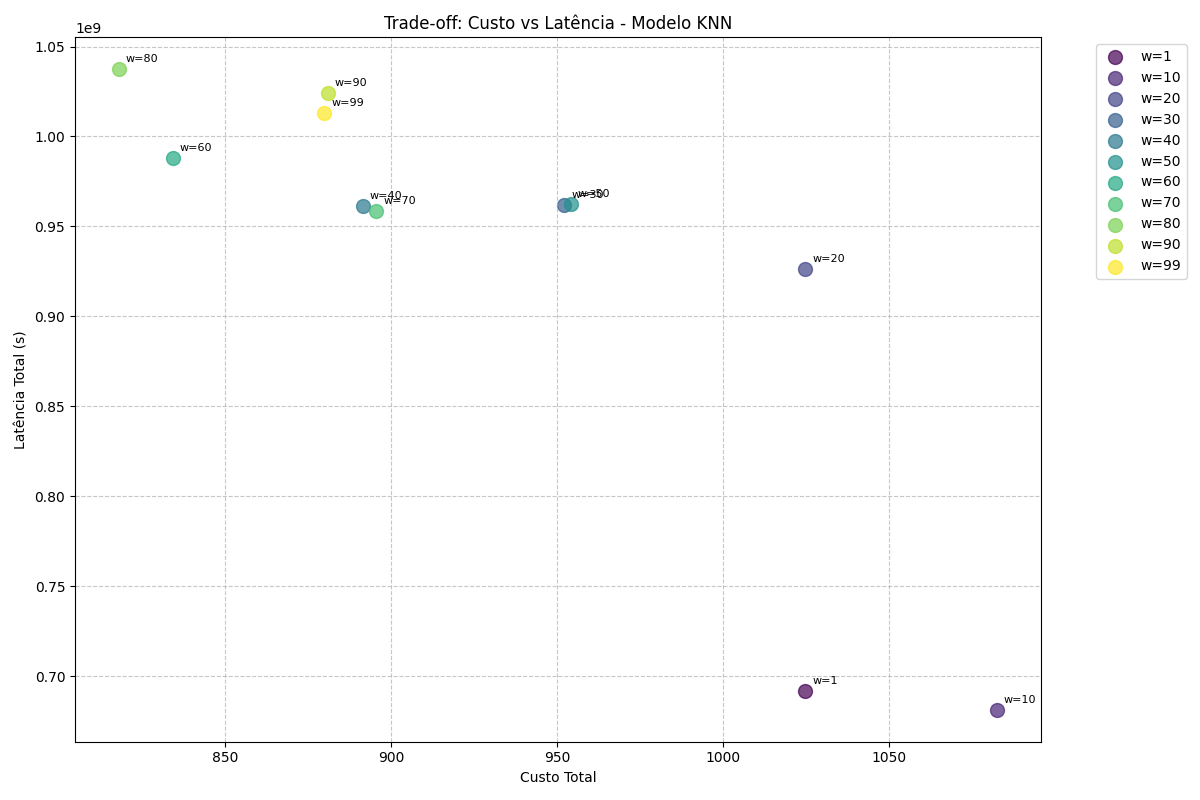 Trade-off: Custo vs Latência - Modelo KNN
1e9
1.05
1.00
0.95
0.90
0.85
0.80
0.75
0.70
Latência Total (s)
w=80
w=90
w=99
w=60
w=40
w=70
w=30
w=50
w=20
w=1
w=10
850
900
950
1000
1050
Custo Total
w=1
w=10
w=20
w=30
w=40
w=50
w=60
w=70
w=80
w=90
w=99